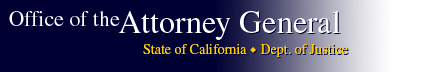 Office of the Attorney General
State of California ♦ Dept. of Justice